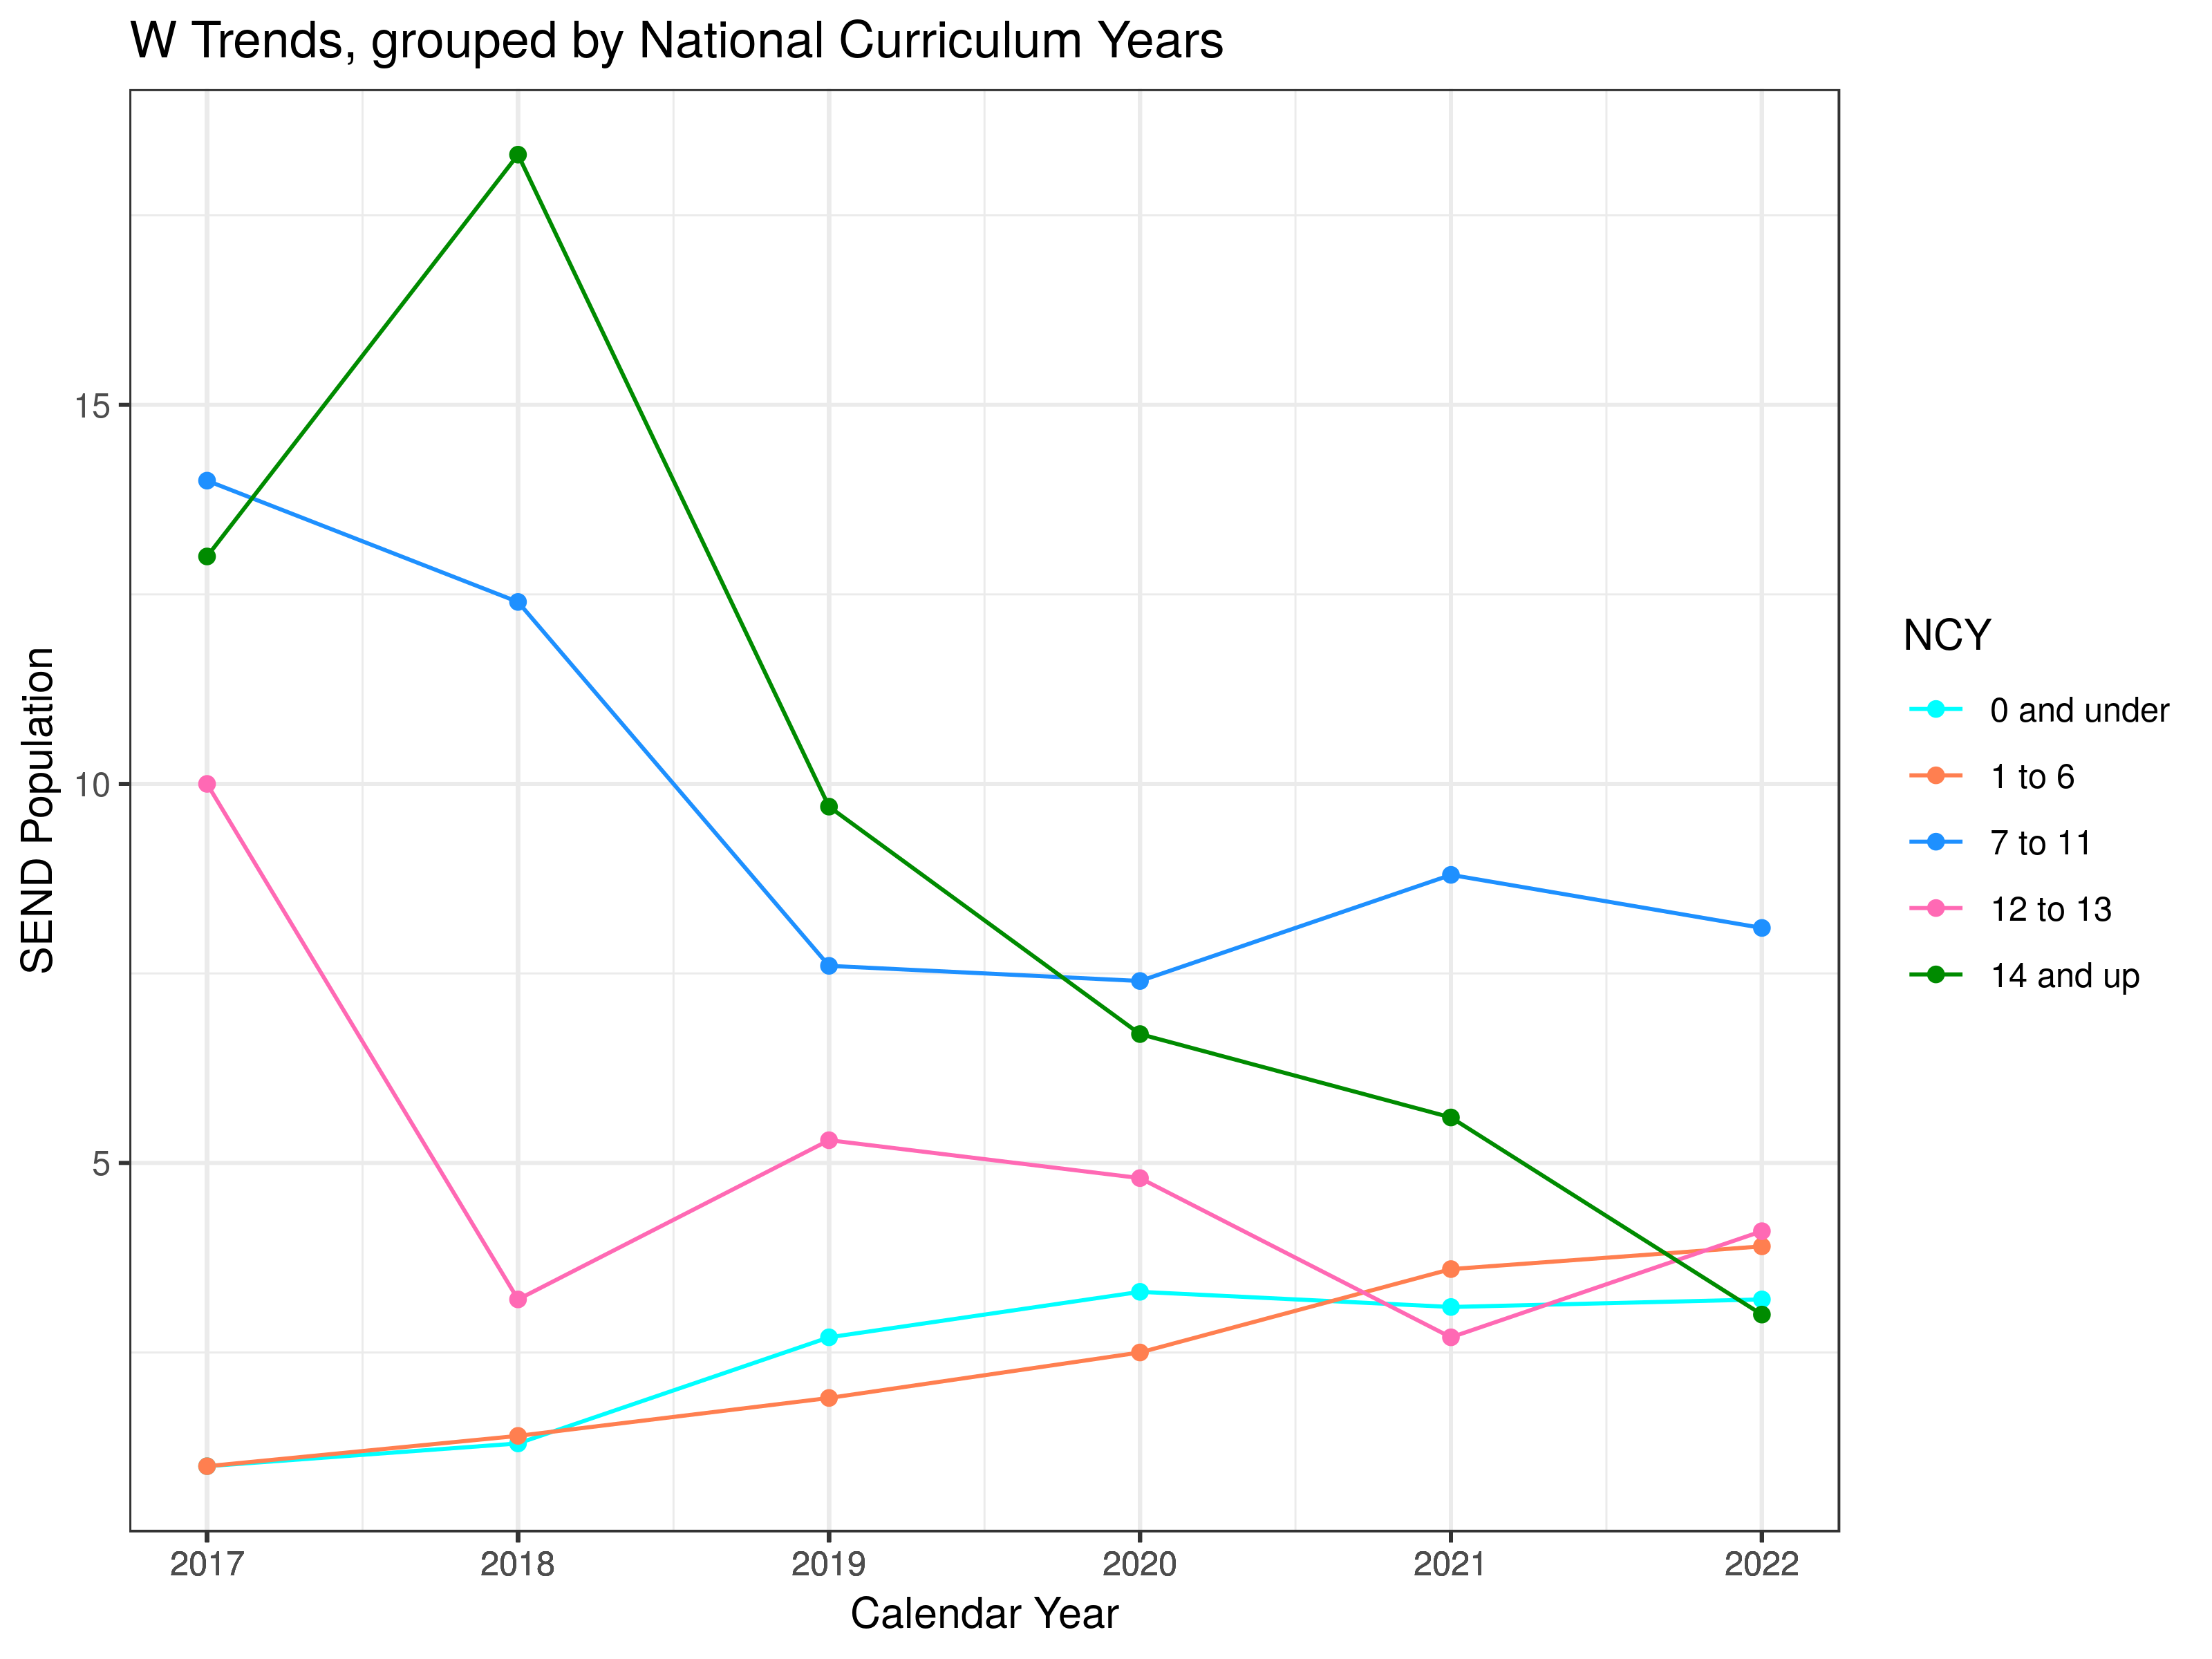 W Trends, grouped by National Curriculum Years
SEND Population
15
10
5
2017 2018 2019 2020 2021 2022
Calendar Year
NCY
0 and under
1 to 6
7 to 11
12 to 13
14 and up